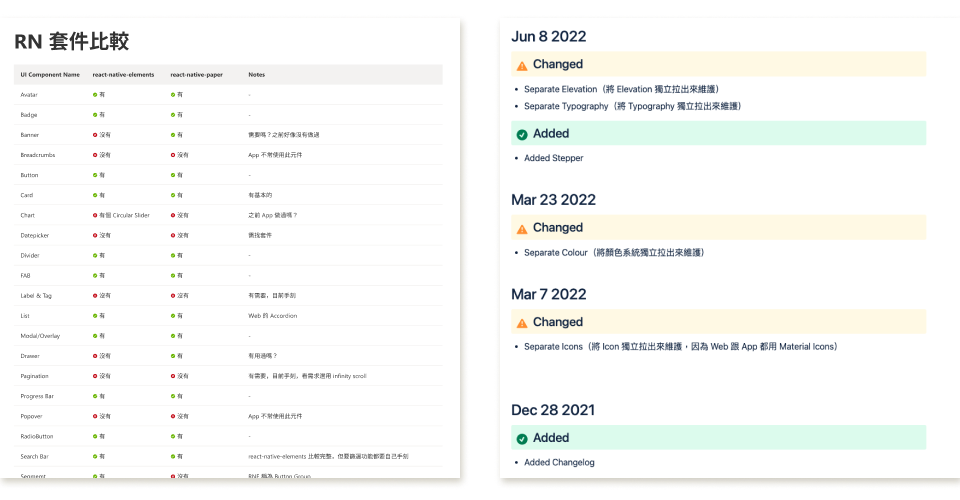 RN 套件比較
UI Component Name react-native-elements react-native-paper Notes
Avatar 有 有 -
Badge 有 有 -
Banner 沒有 有 需要嗎？之前好像沒有做過
Breadcrumbs 沒有 沒有 App 不常使用此元件
Button 有 有 -
Card 有 有 有基本的
Chart 有個 Circular Slider 沒有 之前 App 做過嗎？
Datepicker 沒有 沒有 需找套件
Divider 有 有 -
FAB 有 有 -
Label & Tag 沒有 沒有 有需要，目前手刻
List 有 有 Web 的 Accordion
Modal/Overlay 有 有 -
Drawer 沒有 有 有用過嗎？
Pagination 沒有 沒有 有需要，目前手刻，看需求運用 infinity scroll
Progress Bar 有 有 -
Popover 沒有 沒有 App 不常使用此元件
RadioButton 有 有 -
Search Bar 有 有 react-native-elements 比較完整，但要篩選功能都要自己手刻
Segment 有 沒有 RNE 稱為 Button Group
Jun 8 2022
Changed
• Separate Elevation（將 Elevation 獨立拉出來維護）
• Separate Typography（將 Typography 獨立拉出來維護）
Added
• Added Stepper
Mar 23 2022
Changed
• Separate Colour（將顏色系統獨立拉出來維護）
Mar 7 2022
Changed
• Separate Icons（將 Icon 獨立拉出來維護，因為 Web 跟 App 都用 Material Icons）
Dec 28 2021
Added
• Added Changelog